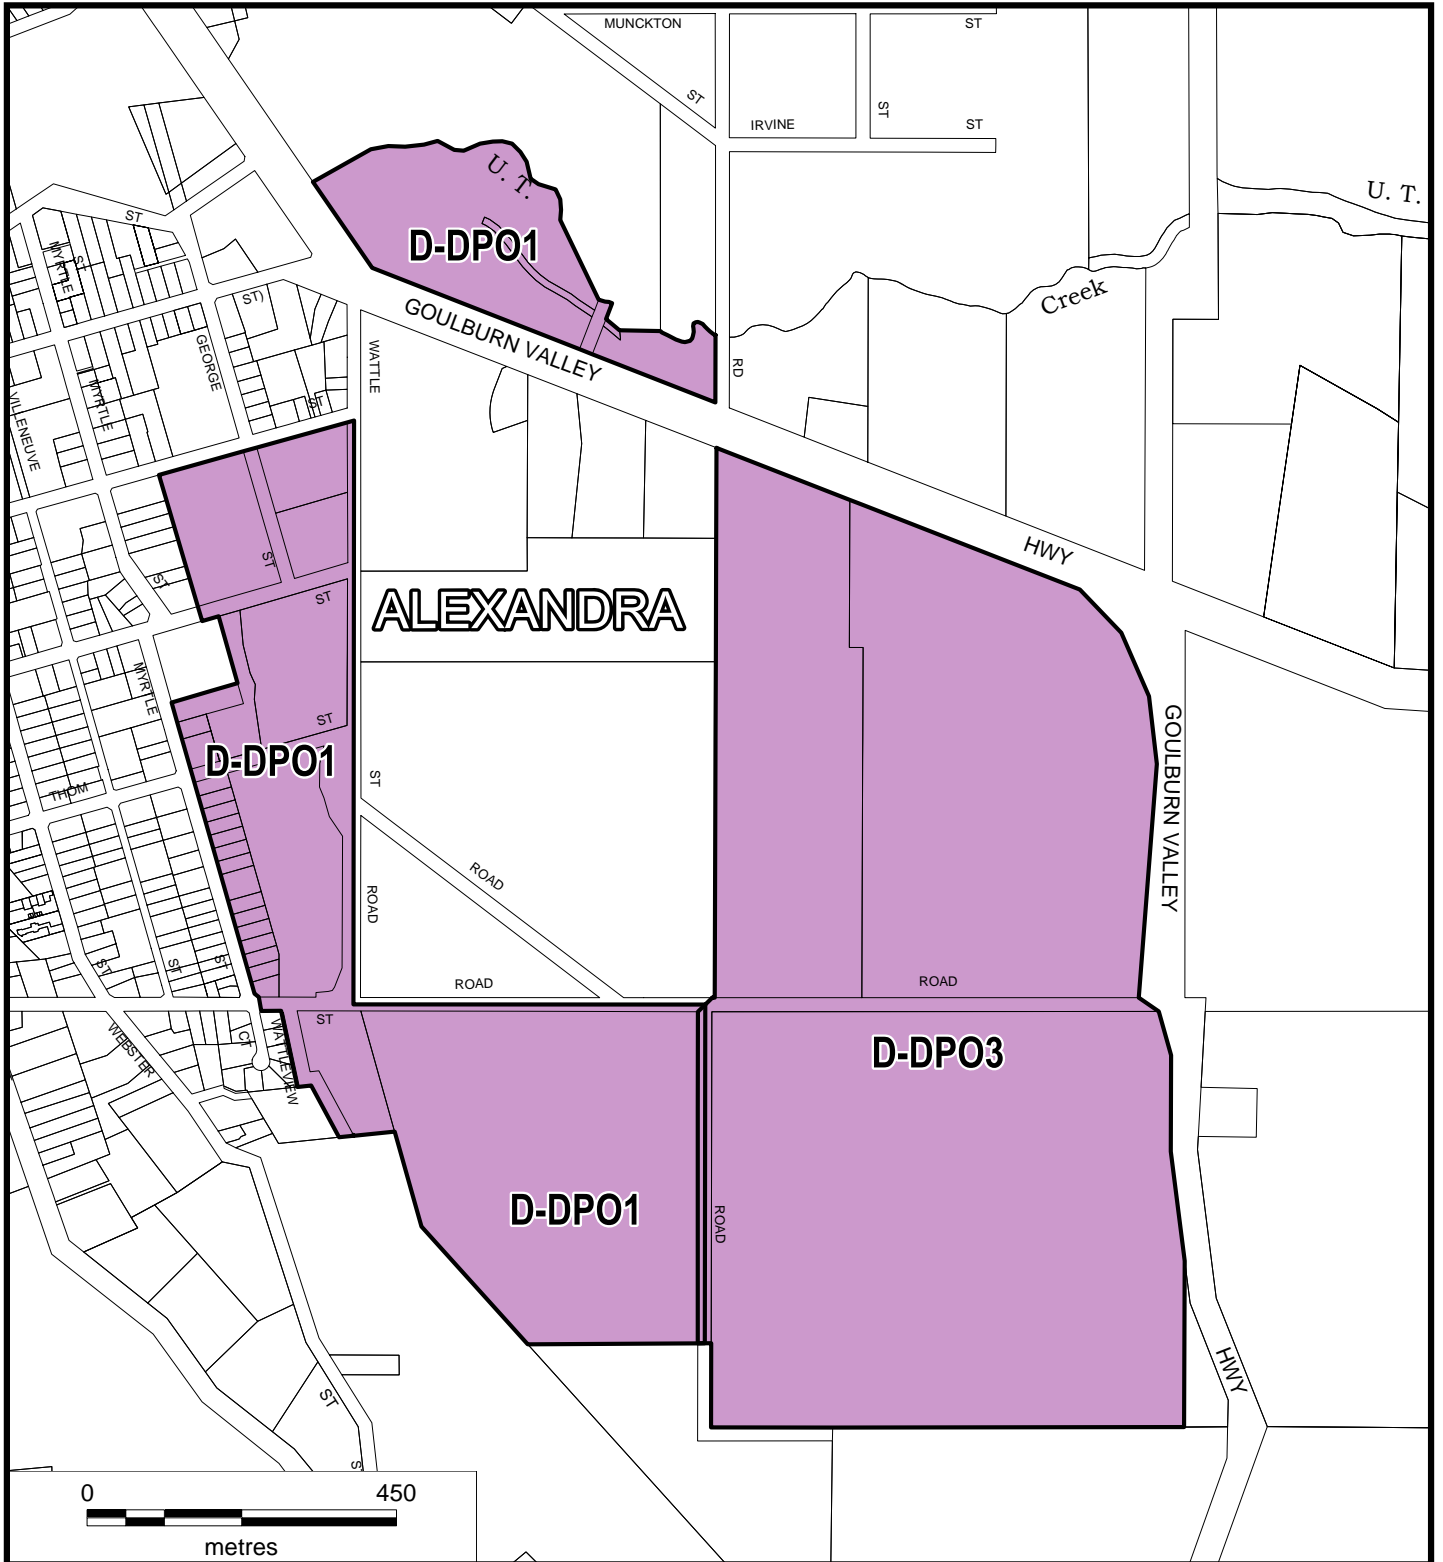 MUNCKTON
ST
ST
ST
IRVINE
ST
U. T.
U. T.
ST
D-DPO1
MYRTLE
ST
ST)
Creek
GOULBURN VALLEY
GEORGE
WATTLE
RD
MYRTLE
ST
VILLENEUVE
HWY
ST
ST
ST
ALEXANDRA
MYRTLE
ST
GOULBURN VALLEY
D-DPO1
ST
THOM
ROAD
ROAD
ST
ST
ST
ROAD
ROAD
ST
WEBSTER
CT
WATTLEVIEW
D-DPO3
D-DPO1
ROAD
HWY
ST
S
0 450
metres